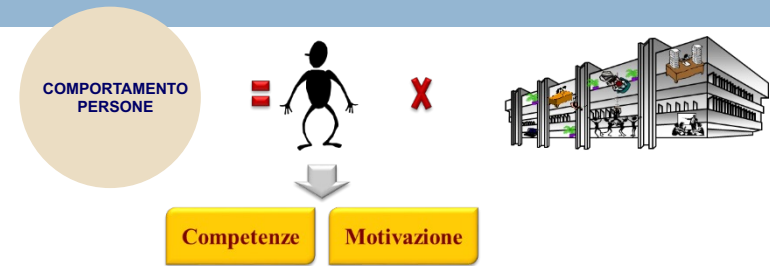 COMPORTAMENTO
PERSONE
=
X
Competenze
Motivazione